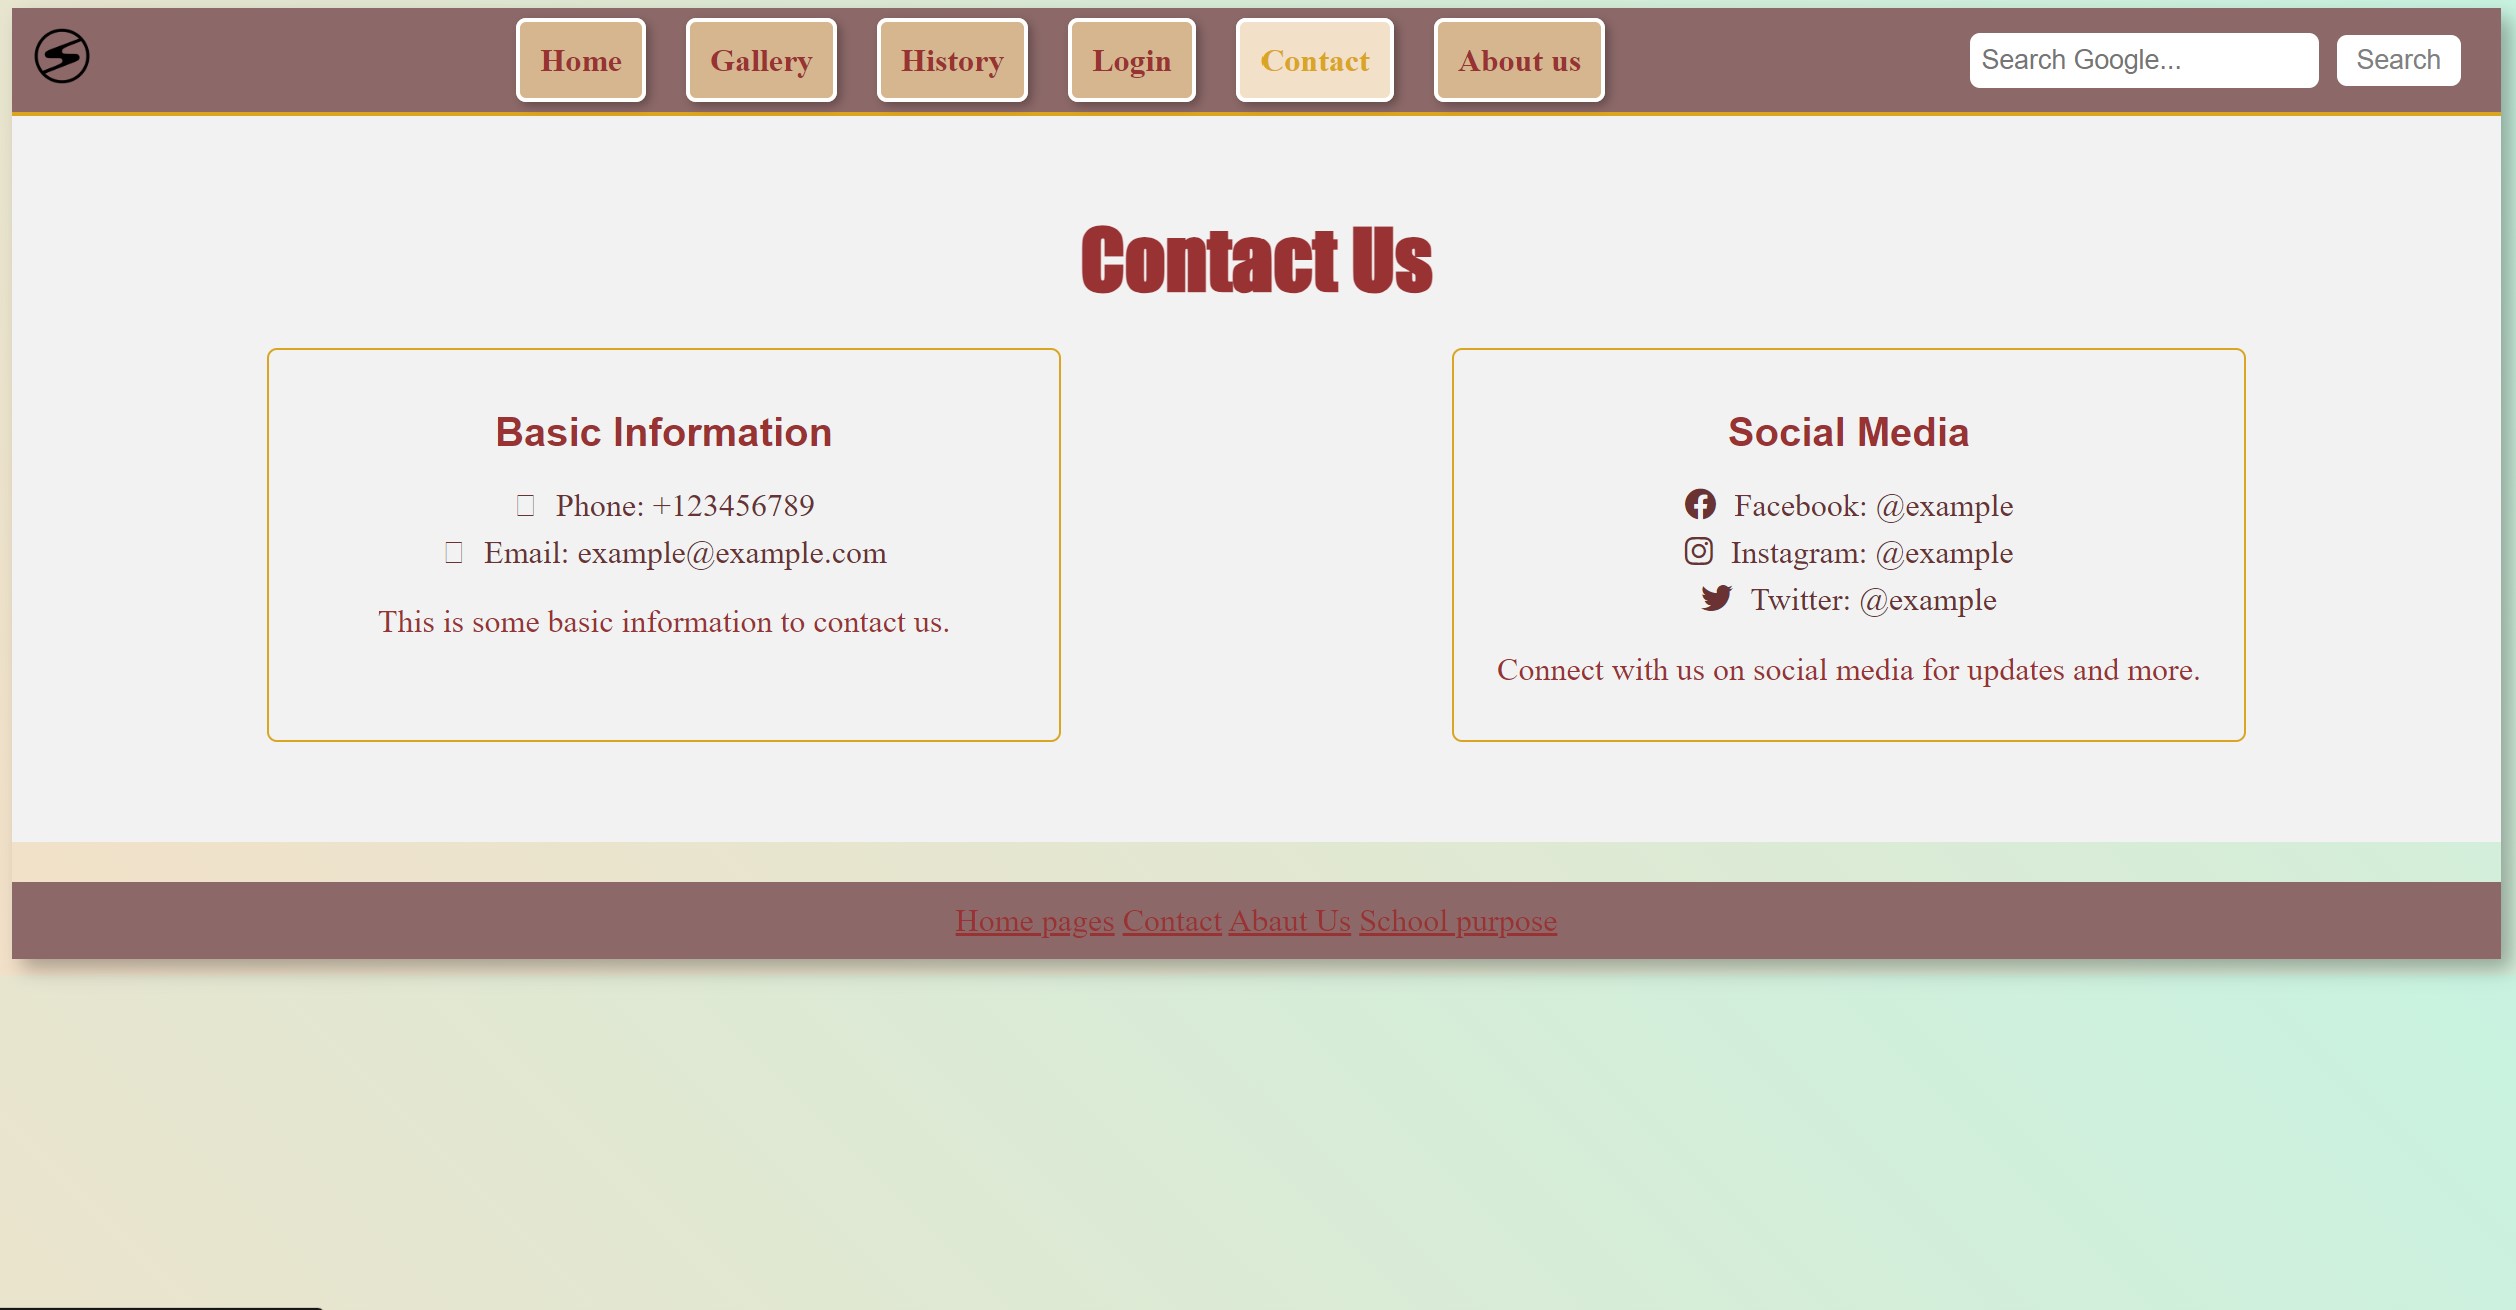 Home Gallery History Login Contact About us Search Google... Search
Contact Us
Basic Information
Phone: +123456789
Email: example@example.com
This is some basic information to contact us.
Social Media
Facebook: @example
Instagram: @example
Twitter: @example
Connect with us on social media for updates and more.
Home pages Contact Abaut Us School purpose